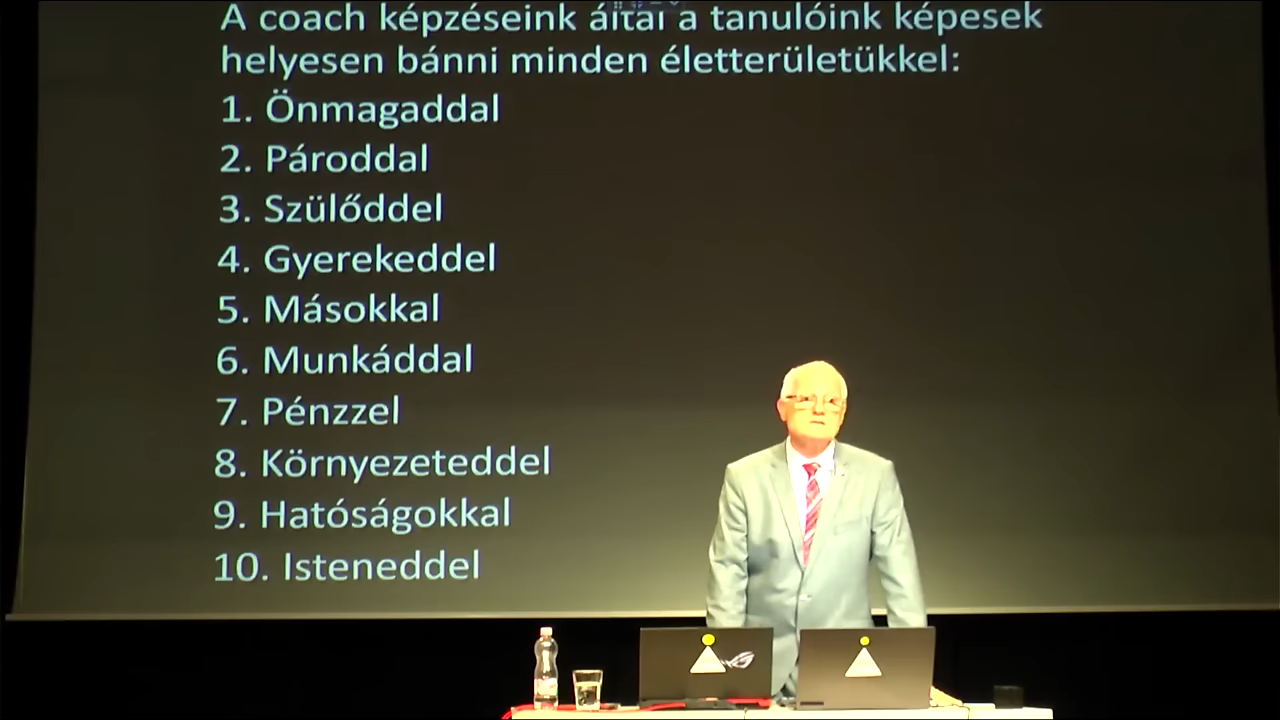 A coach képzéseink által a tanulóink képesek
helyesen bánni minden életterületükkel:
1. Önmagaddal
2. Pároddal
3. Szülőddel
4. Gyerekeddel
5. Másokkal
6. Munkáddal
7. Pénzzel
8. Környezeteddel
9. Hatóságokkal
10. Isteneddel